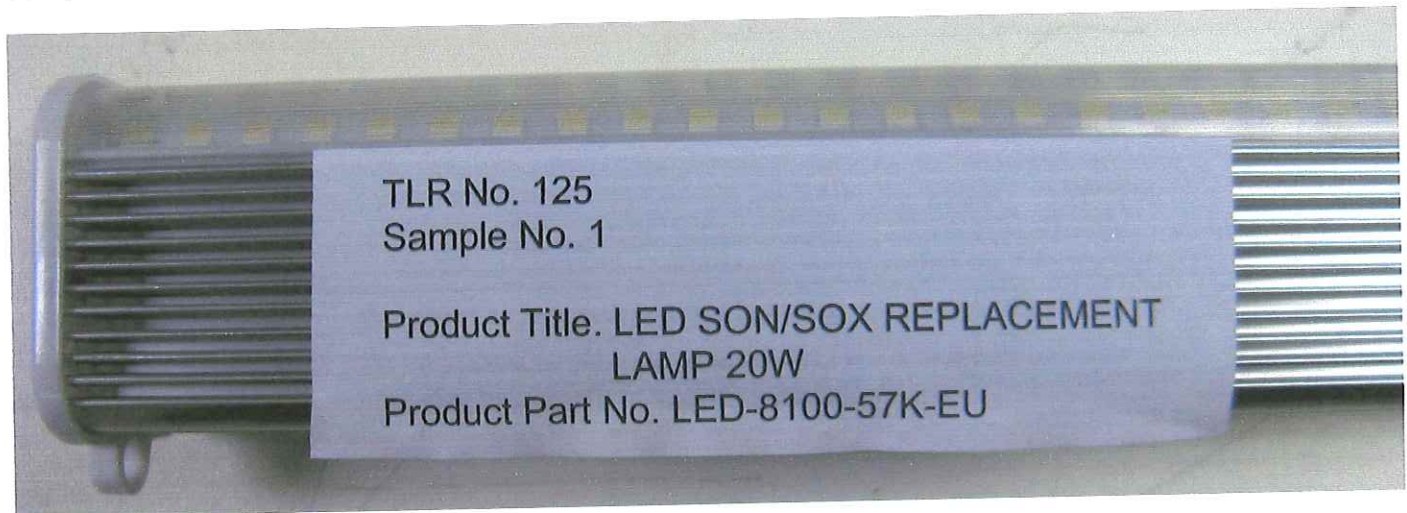 TLR No. 125
Sample No. 1
Product Title. LED SON/SOX REPLACEMENT
LAMP 20W
Product Part No. LED-8100-57K-EU